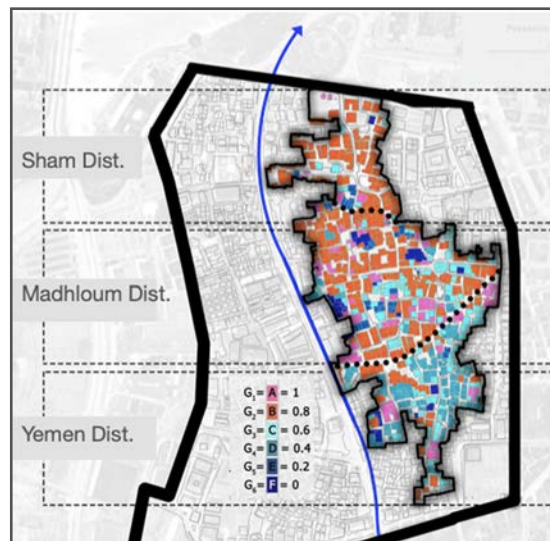 Sham Dist.
Madhloum Dist.
Yemen Dist.
G₁= A = 1
G₂= B = 0.8
G₃= C = 0.6
G₄= D = 0.4
G₅= E = 0.2
G₆= F = 0